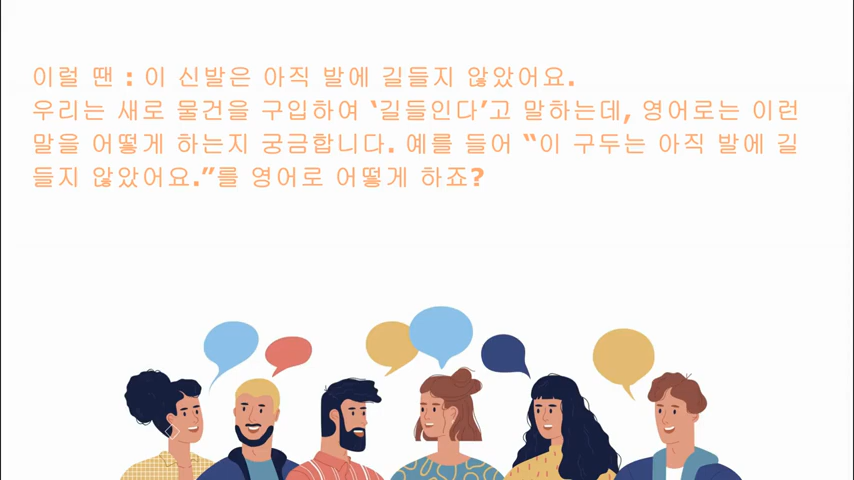 이럴 땐 : 이 신발은 아직 발에 길들지 않았어요.
우리는 새로 물건을 구입하여 ‘길들인다’고 말하는데, 영어로는 이런
말을 어떻게 하는지 궁금합니다. 예를 들어 “이 구두는 아직 발에 길
들지 않았어요.”를 영어로 어떻게 하죠?